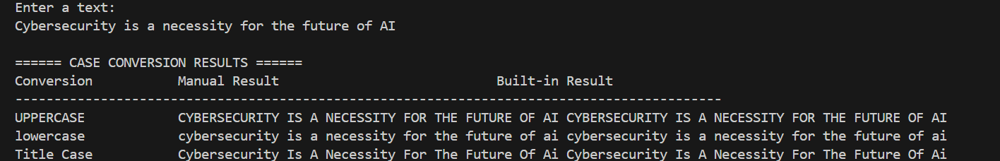 Enter a text:
Cybersecurity is a necessity for the future of AI
====== CASE CONVERSION RESULTS ======
Conversion Manual Result Built-in Result
-------------------------------------------------------------------------------------------
UPPERCASE CYBERSECURITY IS A NECESSITY FOR THE FUTURE OF AI CYBERSECURITY IS A NECESSITY FOR THE FUTURE OF AI
lowercase cybersecurity is a necessity for the future of ai cybersecurity is a necessity for the future of ai
Title Case Cybersecurity Is A Necessity For The Future Of Ai Cybersecurity Is A Necessity For The Future Of Ai